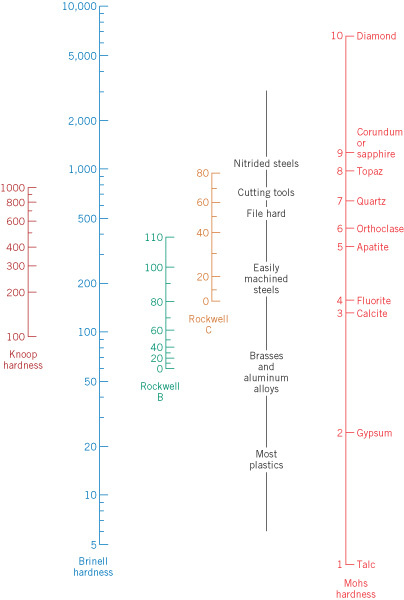 10,000
5,000
2,000
1,000
500
200
100
50
20
10
5
Brinell
hardness
1000
800
600
400
300
200
100
Knoop
hardness
110
100
80
60
40
20
0
Rockwell
B
80
60
40
20
0
Rockwell
C
Nitrided steels
Cutting tools
File hard
Easily
machined
steels
Brasses
and
aluminum
alloys
Most
plastics
10 Diamond
Corundum
9 or
sapphire
8 Topaz
7 Quartz
6 Orthoclase
5 Apatite
4 Fluorite
3 Calcite
2 Gypsum
1 Talc
Mohs
hardness